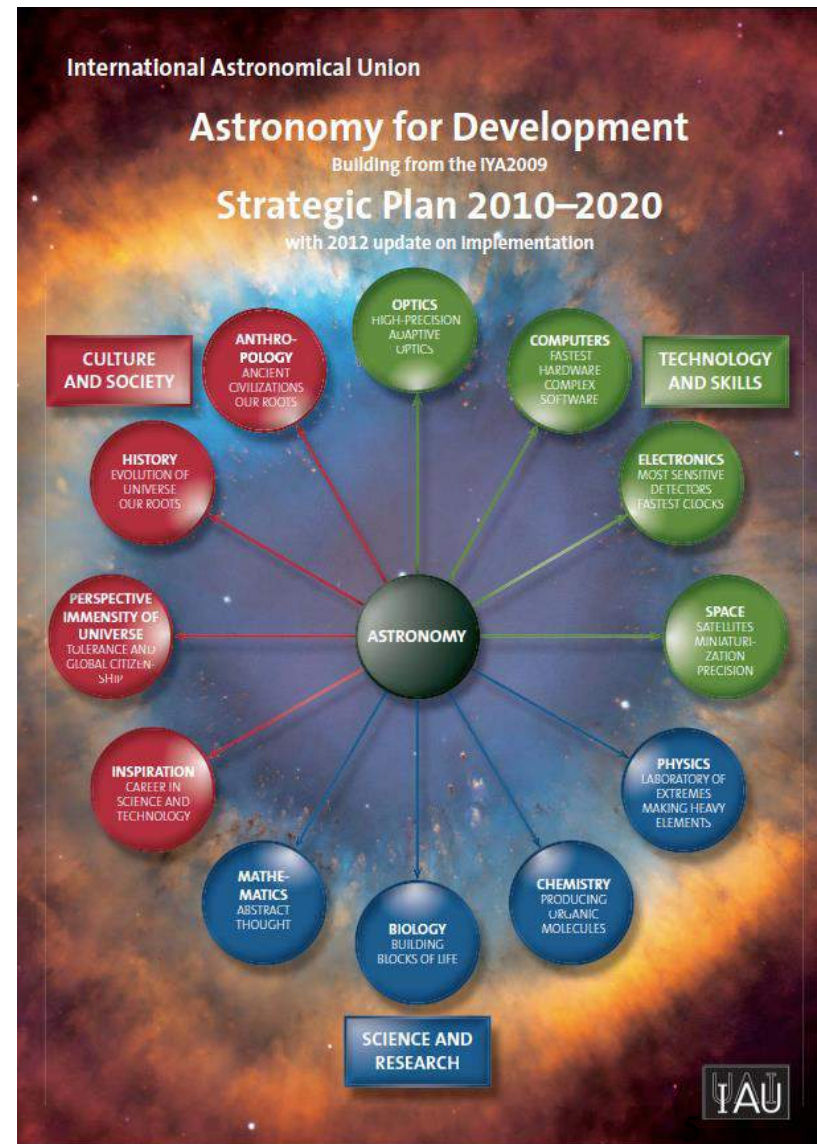 International Astronomical Union
Astronomy for Development
Building from the IYA2009
Strategic Plan 2010–2020
with 2012 update on implementation
CULTURE
AND SOCIETY
ANTHRO-
POLOGY
ANCIENT
CIVILIZATIONS
OUR ROOTS
OPTICS
HIGH-PRECISION
ADAPTIVE
OPTICS
COMPUTERS
FASTEST
HARDWARE
COMPLEX
SOFTWARE
TECHNOLOGY
AND SKILLS
HISTORY
EVOLUTION OF
UNIVERSE
OUR ROOTS
ELECTRONICS
MOST SENSITIVE
DETECTORS
FASTEST CLOCKS
PERSPECTIVE
IMMENSITY OF
UNIVERSE
TOLERANCE AND
GLOBAL CITIZEN-
SHIP
ASTRONOMY
SPACE
SATELLITES
MINIATURI-
ZATION
PRECISION
INSPIRATION
CAREER IN
SCIENCE AND
TECHNOLOGY
PHYSICS
LABORATORY OF
EXTREMES
MAKING HEAVY
ELEMENTS
MATHE-
MATICS
ABSTRACT
THOUGHT
BIOLOGY
BUILDING
BLOCKS OF LIFE
CHEMISTRY
PRODUCING
ORGANIC
MOLECULES
SCIENCE AND
RESEARCH
UAI
IAU